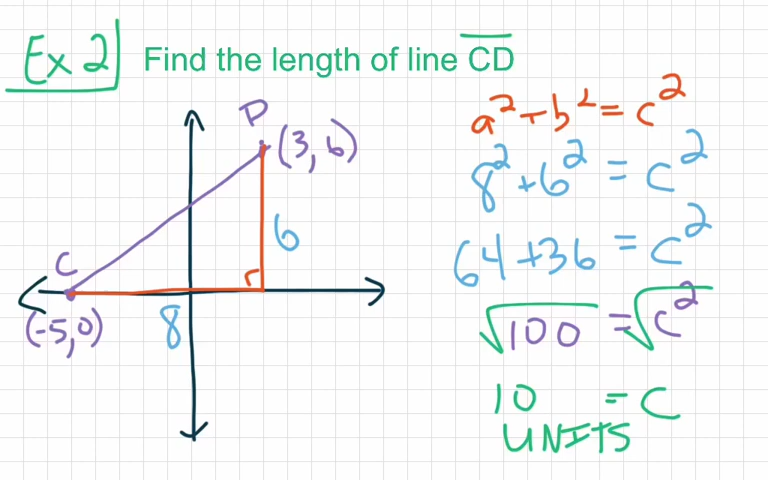 Ex 2 Find the length of line CD
D
(3, 6)
C
(-5,0)
6
8
a² + b² = c²
8² + 6² = c²
64 + 36 = c²
√100 = √c²
10 = c
UNITS